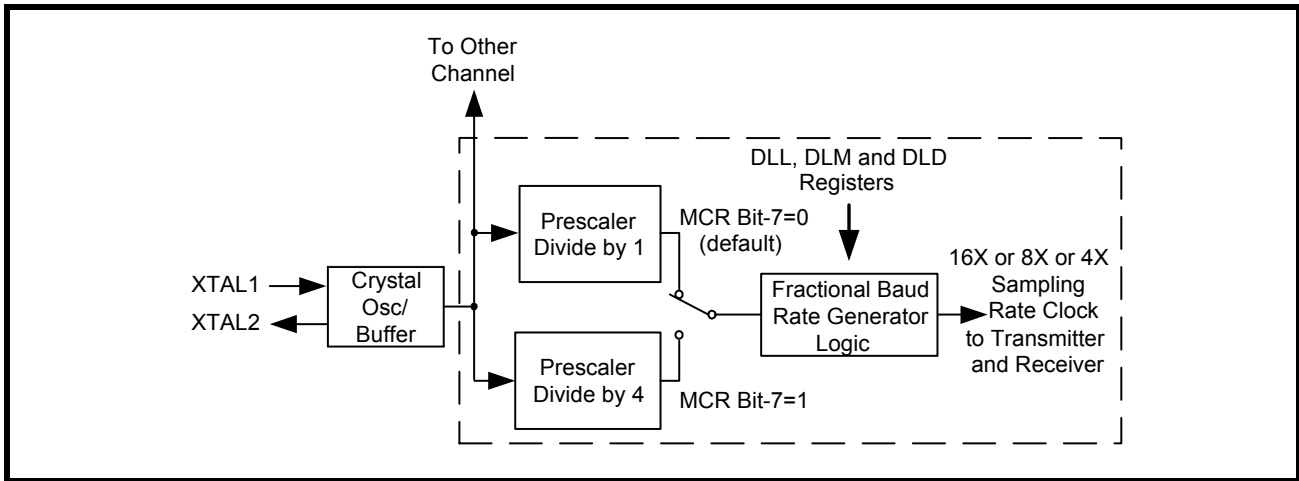 To Other
Channel
DLL, DLM and DLD
Registers
Prescaler
Divide by 1
MCR Bit-7=0
(default)
XTAL1
XTAL2
Crystal
Osc/
Buffer
Fractional Baud
Rate Generator
Logic
16X or 8X or 4X
Sampling
Rate Clock
to Transmitter
and Receiver
Prescaler
Divide by 4
MCR Bit-7=1